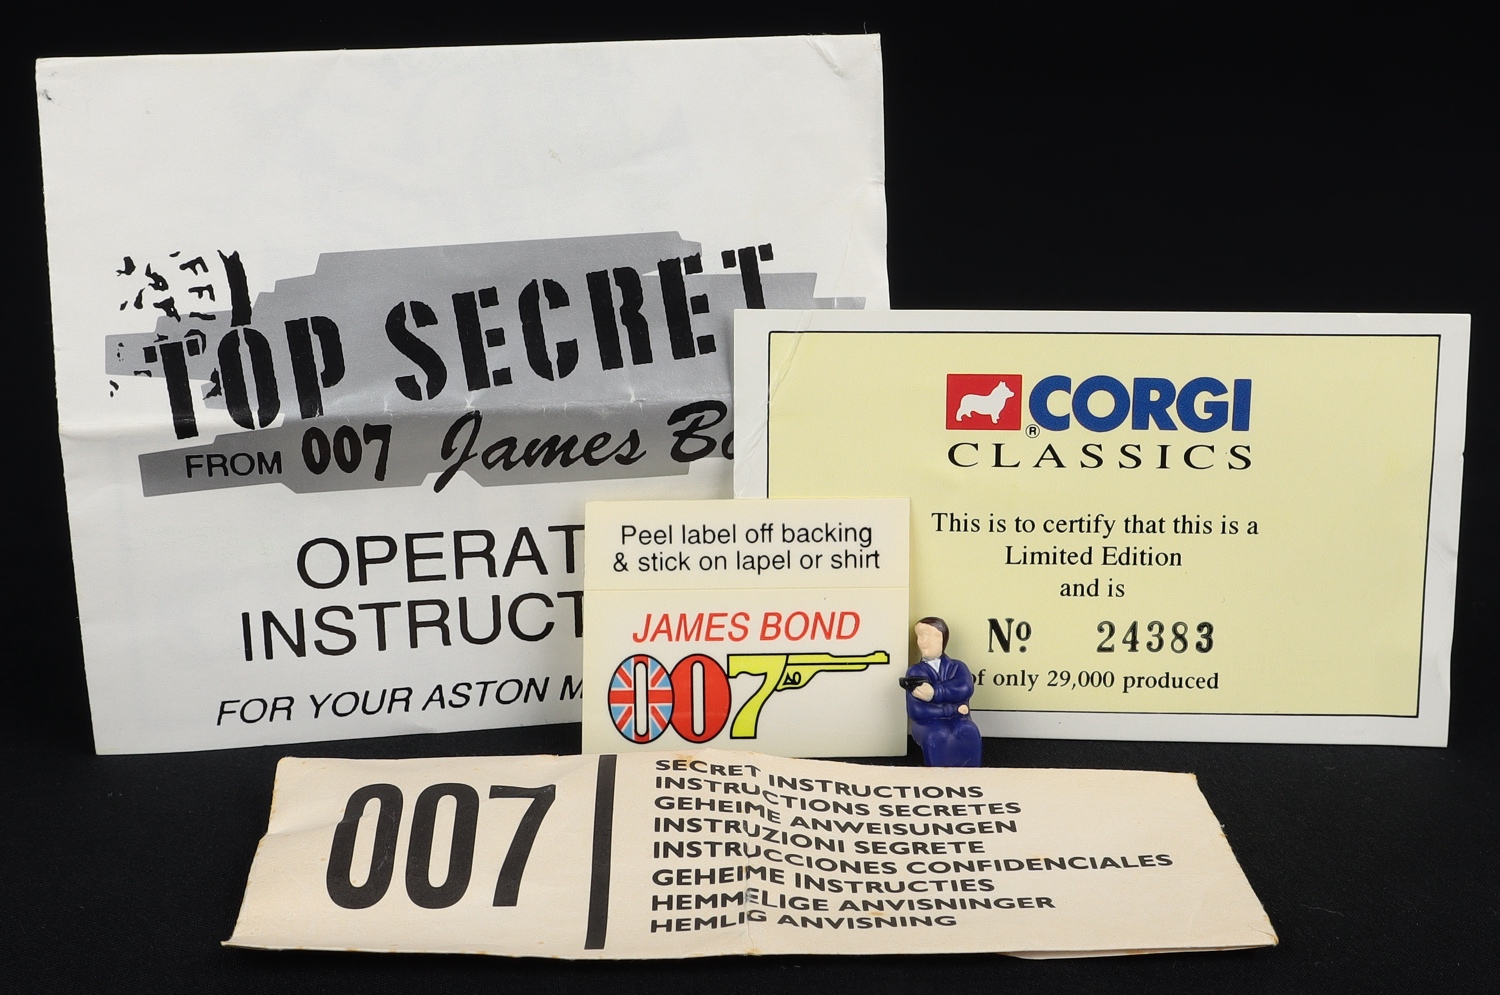 TOP SECRET
FROM 007 James Bo
OPERAT
INSTRUCT
FOR YOUR ASTON M
CORGI
®
CLASSICS
This is to certify that this is a
Limited Edition
and is
Nº 24383
of only 29,000 produced
Peel label off backing
& stick on lapel or shirt
JAMES BOND
007
007
SECRET INSTRUCTIONS
INSTRUCTIONS SECRETES
GEHEIME ANWEISUNGEN
INSTRUZIONI SEGRETE
INSTRUCCIONES CONFIDENCIALES
GEHEIME INSTRUCTIES
HEMMELIGE ANVISNINGER
HEMLIG ANVISNING